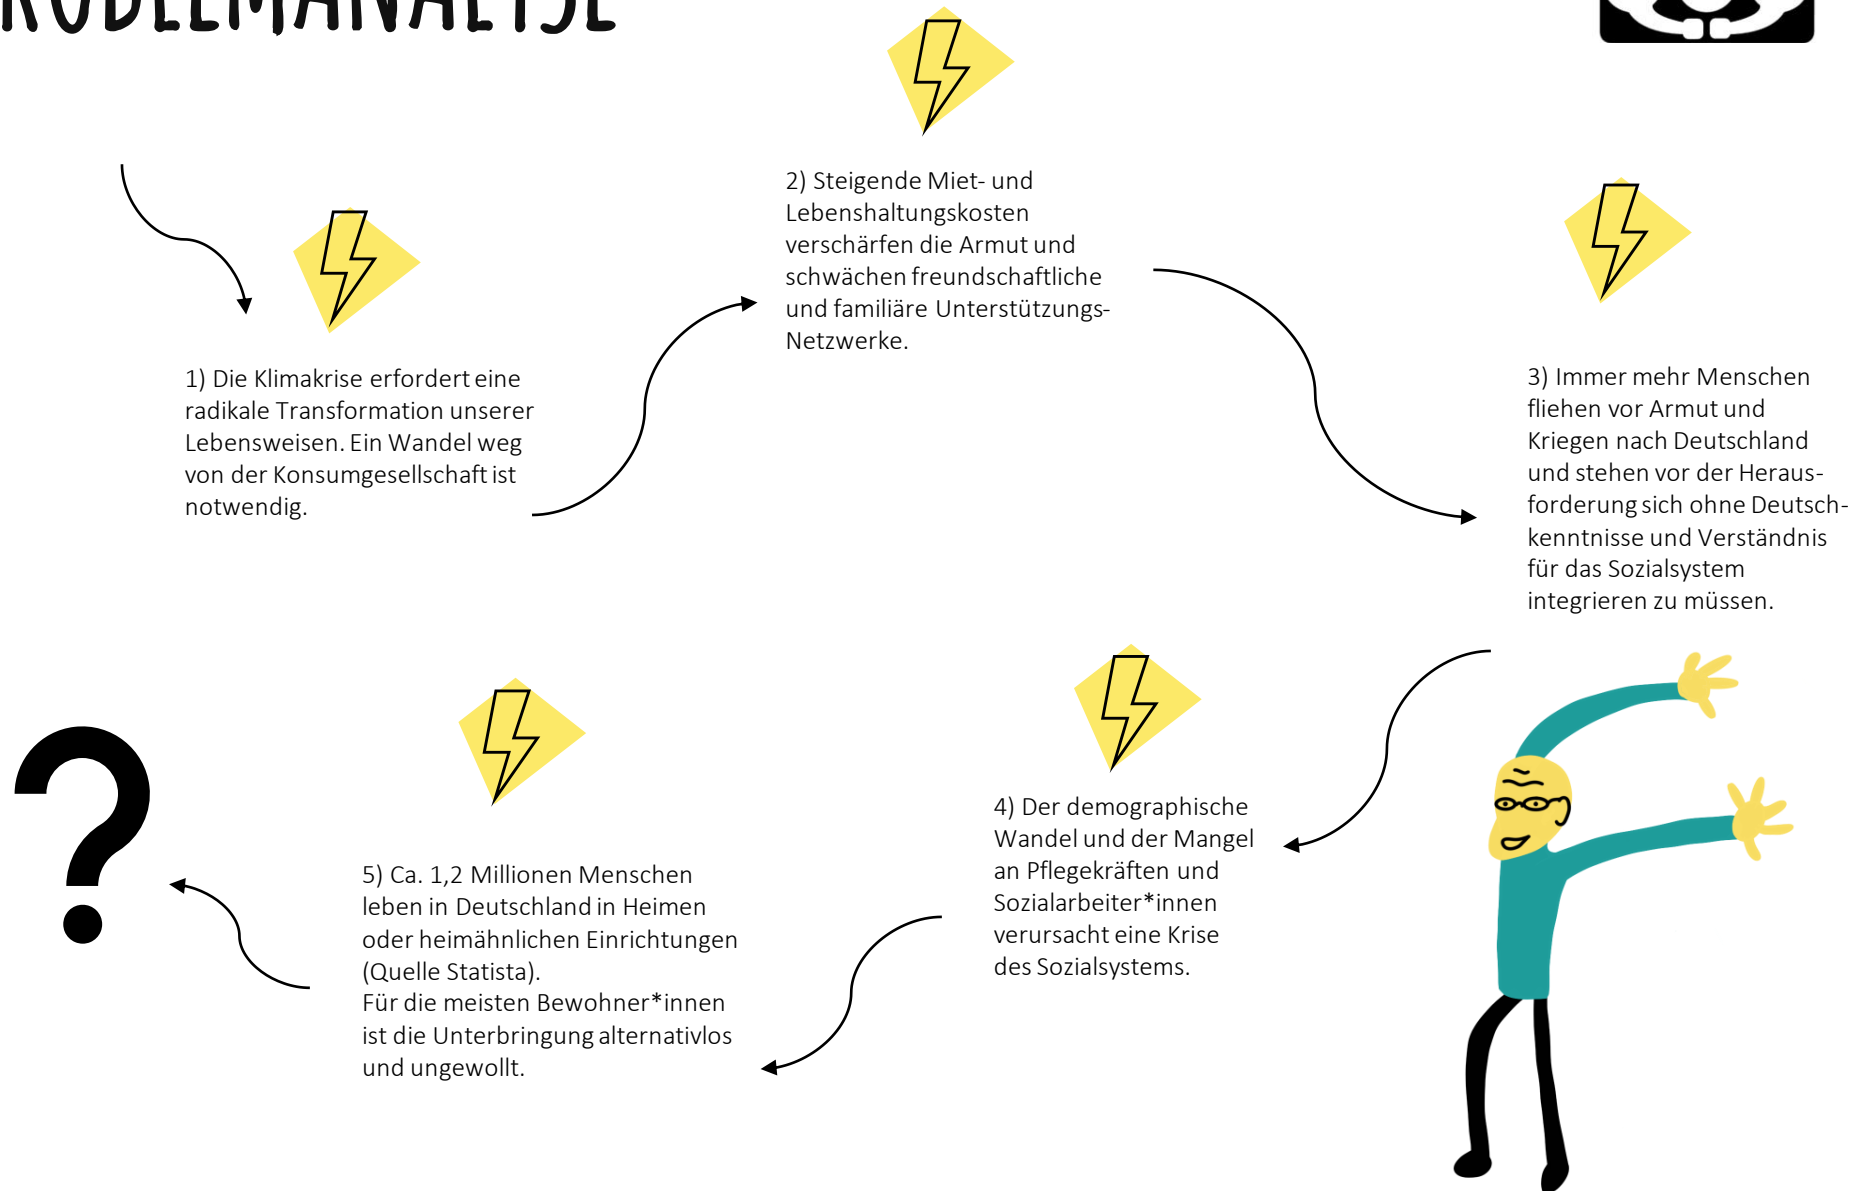 PROBLEMANALYSE
1) Die Klimakrise erfordert eine
radikale Transformation unserer
Lebensweisen. Ein Wandel weg
von der Konsumgesellschaft ist
notwendig.
2) Steigende Miet- und
Lebenshaltungskosten
verschärfen die Armut und
schwächen freundschaftliche
und familiäre Unterstützungs-
Netzwerke.
3) Immer mehr Menschen
fliehen vor Armut und
Kriegen nach Deutschland
und stehen vor der Heraus-
forderung sich ohne Deutsch-
kenntnisse und Verständnis
für das Sozialsystem
integrieren zu müssen.
4) Der demographische
Wandel und der Mangel
an Pflegekräften und
Sozialarbeiter*innen
verursacht eine Krise
des Sozialsystems.
5) Ca. 1,2 Millionen Menschen
leben in Deutschland in Heimen
oder heimähnlichen Einrichtungen
(Quelle Statista).
Für die meisten Bewohner*innen
ist die Unterbringung alternativlos
und ungewollt.
?